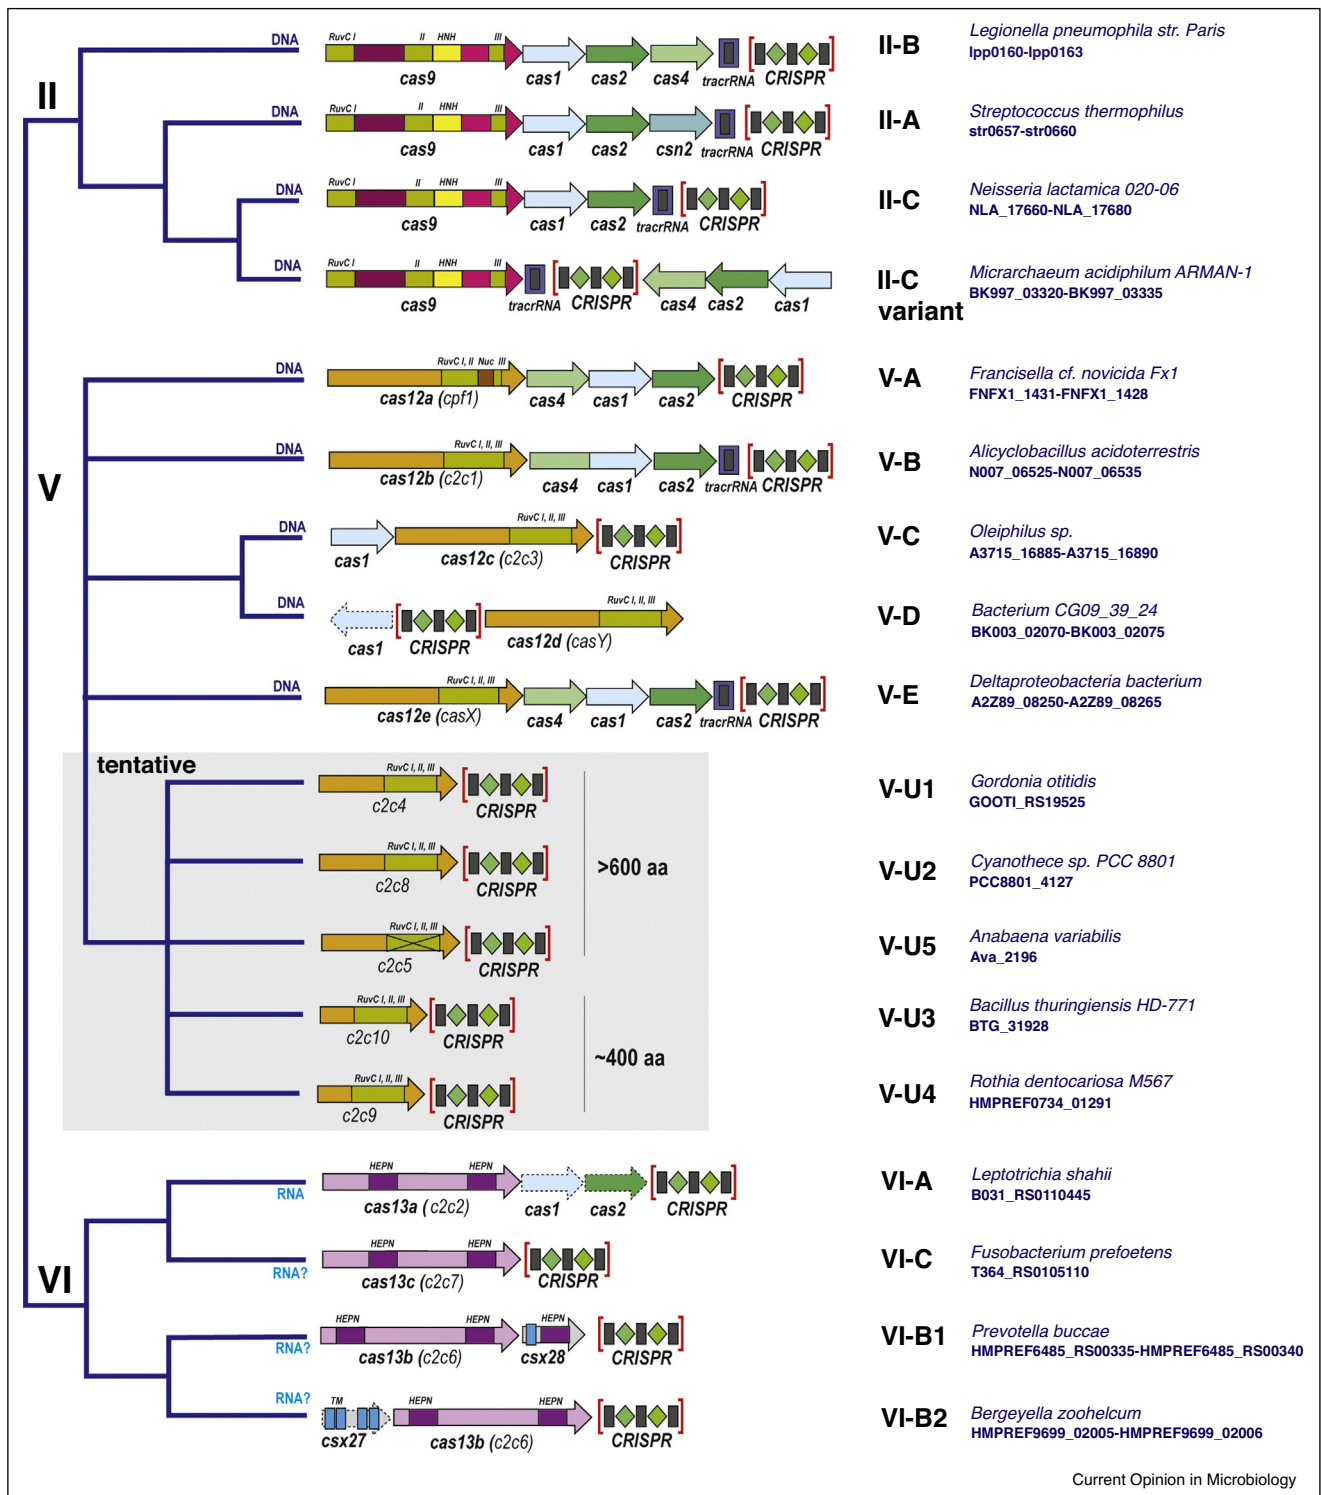 II
DNA
RuvC I
II
HNH
III
cas9
cas1
cas2
cas4
tracrRNA
CRISPR
II-B
Legionella pneumophila str. Paris
lpp0160-lpp0163
DNA
RuvC I
II
HNH
III
cas9
cas1
cas2
csn2
tracrRNA
CRISPR
II-A
Streptococcus thermophilus
str0657-str0660
DNA
RuvC I
II
HNH
III
cas9
cas1
cas2
tracrRNA
CRISPR
II-C
Neisseria lactamica 020-06
NLA_17660-NLA_17680
DNA
RuvC I
II
HNH
III
cas9
tracrRNA
CRISPR
cas4
cas2
cas1
II-C
variant
Micrarchaeum acidiphilum ARMAN-1
BK997_03320-BK997_03335
V
DNA
RuvC I, II
Nuc
III
cas12a (cpf1)
cas4
cas1
cas2
CRISPR
V-A
Francisella cf. novicida Fx1
FNFX1_1431-FNFX1_1428
DNA
RuvC I, II, III
cas12b (c2c1)
cas4
cas1
cas2
tracrRNA
CRISPR
V-B
Alicyclobacillus acidoterrestris
N007_06525-N007_06535
DNA
RuvC I, II, III
cas1
cas12c (c2c3)
CRISPR
V-C
Oleiphilus sp.
A3715_16885-A3715_16890
DNA
RuvC I, II, III
cas1
CRISPR
cas12d (casY)
V-D
Bacterium CG09_39_24
BK003_02070-BK003_02075
DNA
RuvC I, II, III
cas12e (casX)
cas4
cas1
cas2
tracrRNA
CRISPR
V-E
Deltaproteobacteria bacterium
A2Z89_08250-A2Z89_08265
tentative
RuvC I, II, III
c2c4
CRISPR
V-U1
Gordonia otitidis
GOOTI_RS19525
>600 aa
RuvC I, II, III
c2c8
CRISPR
V-U2
Cyanothece sp. PCC 8801
PCC8801_4127
RuvC I, II, III
c2c5
CRISPR
V-U5
Anabaena variabilis
Ava_2196
RuvC I, II, III
c2c10
CRISPR
V-U3
Bacillus thuringiensis HD-771
BTG_31928
~400 aa
RuvC I, II, III
c2c9
CRISPR
V-U4
Rothia dentocariosa M567
HMPREF0734_01291
VI
RNA
HEPN
HEPN
cas13a (c2c2)
cas1
cas2
CRISPR
VI-A
Leptotrichia shahii
B031_RS0110445
RNA?
HEPN
HEPN
cas13c (c2c7)
CRISPR
VI-C
Fusobacterium prefoetens
T364_RS0105110
RNA?
HEPN
HEPN
HEPN
cas13b (c2c6)
csx28
CRISPR
VI-B1
Prevotella buccae
HMPREF6485_RS00335-HMPREF6485_RS00340
RNA?
TM
HEPN
HEPN
csx27
cas13b (c2c6)
CRISPR
VI-B2
Bergeyella zoohelcum
HMPREF9699_02005-HMPREF9699_02006
Current Opinion in Microbiology